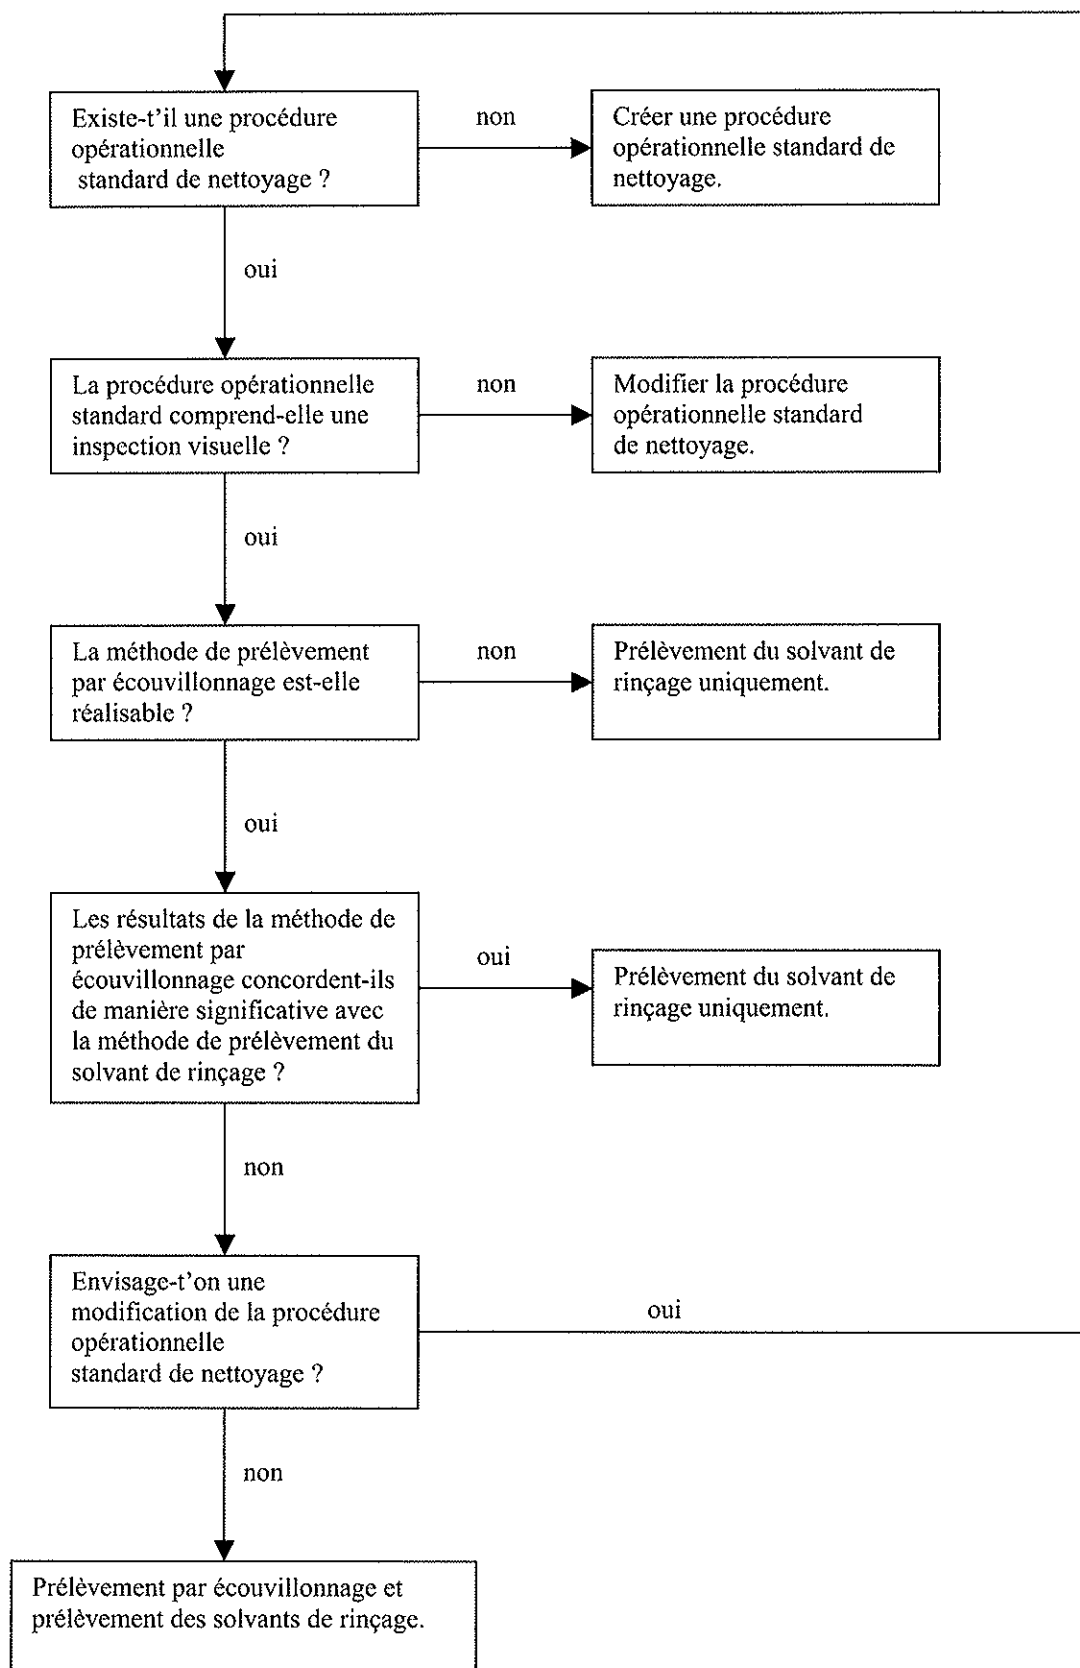 Existe-t'il une procédure
opérationnelle
standard de nettoyage ?
non
Créer une procédure
opérationnelle standard de
nettoyage.
oui
La procédure opérationnelle
standard comprend-elle une
inspection visuelle ?
non
Modifier la procédure
opérationnelle standard
de nettoyage.
oui
La méthode de prélèvement
par écouvillonnage est-elle
réalisable ?
non
Prélèvement du solvant de
rinçage uniquement.
oui
Les résultats de la méthode de
prélèvement par
écouvillonnage concordent-ils
de manière significative avec
la méthode de prélèvement du
solvant de rinçage ?
oui
Prélèvement du solvant de
rinçage uniquement.
non
Envisage-t'on une
modification de la procédure
opérationnelle
standard de nettoyage ?
oui
non
Prélèvement par écouvillonnage et
prélèvement des solvants de rinçage.